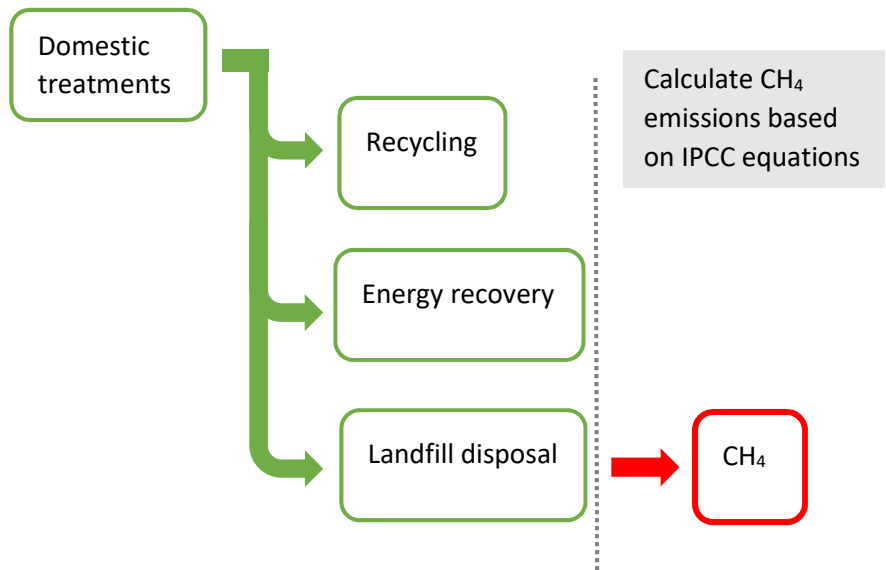 Domestic
treatments
Recycling
Energy recovery
Landfill disposal
Calculate CH₄
emissions based
on IPCC equations
CH₄